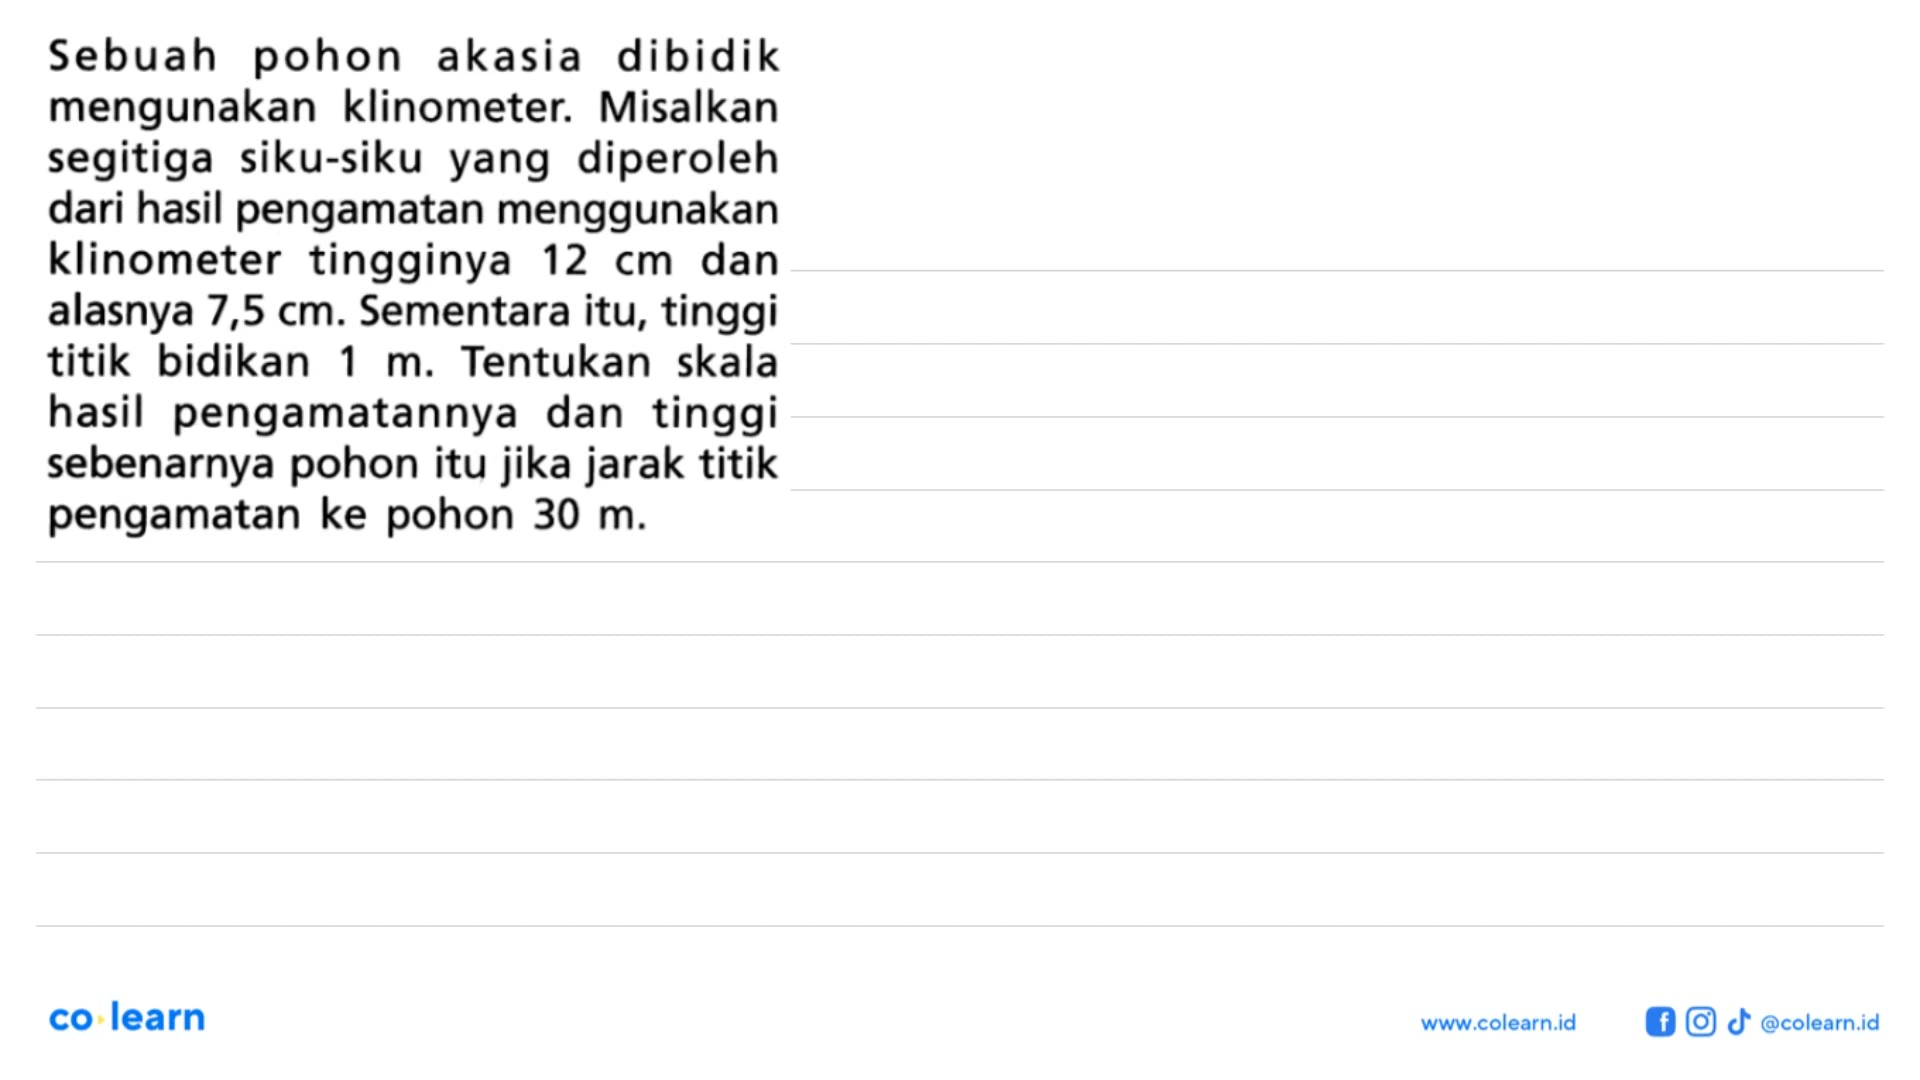 Sebuah pohon akasia dibidik
mengunakan klinometer. Misalkan
segitiga siku-siku yang diperoleh
dari hasil pengamatan menggunakan
klinometer tingginya 12 cm dan
alasnya 7,5 cm. Sementara itu, tinggi
titik bidikan 1 m. Tentukan skala
hasil pengamatannya dan tinggi
sebenarnya pohon itu jika jarak titik
pengamatan ke pohon 30 m.
co learn
www.colearn.id
@colearn.id